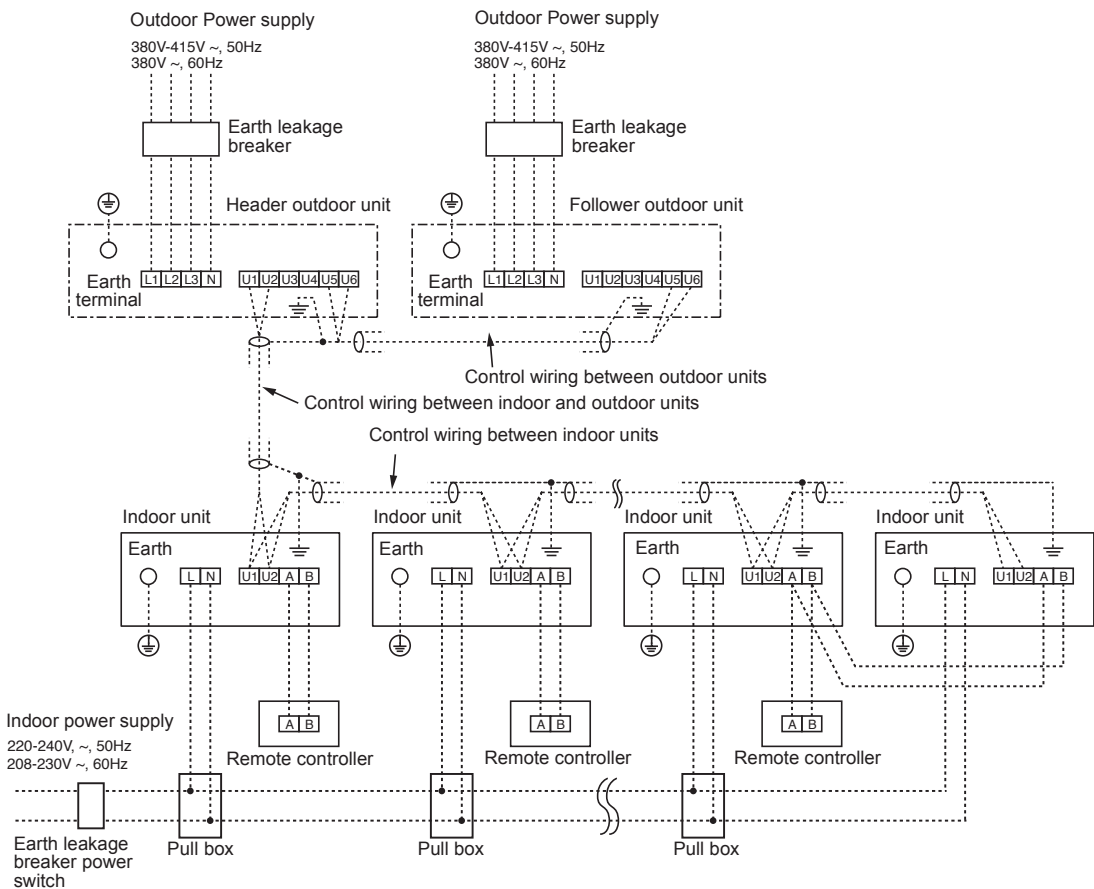 Outdoor Power supply
380V-415V ~, 50Hz
380V ~, 60Hz
Outdoor Power supply
380V-415V ~, 50Hz
380V ~, 60Hz
Earth leakage
breaker
Earth leakage
breaker
Header outdoor unit
Follower outdoor unit
Earth
terminal
L1 L2 L3 N
U1 U2 U3 U4 U5 U6
Earth
terminal
L1 L2 L3 N
U1 U2 U3 U4 U5 U6
Control wiring between outdoor units
Control wiring between indoor and outdoor units
Control wiring between indoor units
Indoor unit
Earth
L N
U1 U2 A B
Indoor unit
Earth
L N
U1 U2 A B
Indoor unit
Earth
L N
U1 U2 A B
Indoor unit
Earth
L N
U1 U2 A B
A B
Remote controller
A B
Remote controller
A B
Remote controller
Indoor power supply
220-240V, ~, 50Hz
208-230V ~, 60Hz
Earth leakage
breaker power
switch
Pull box
Pull box
Pull box